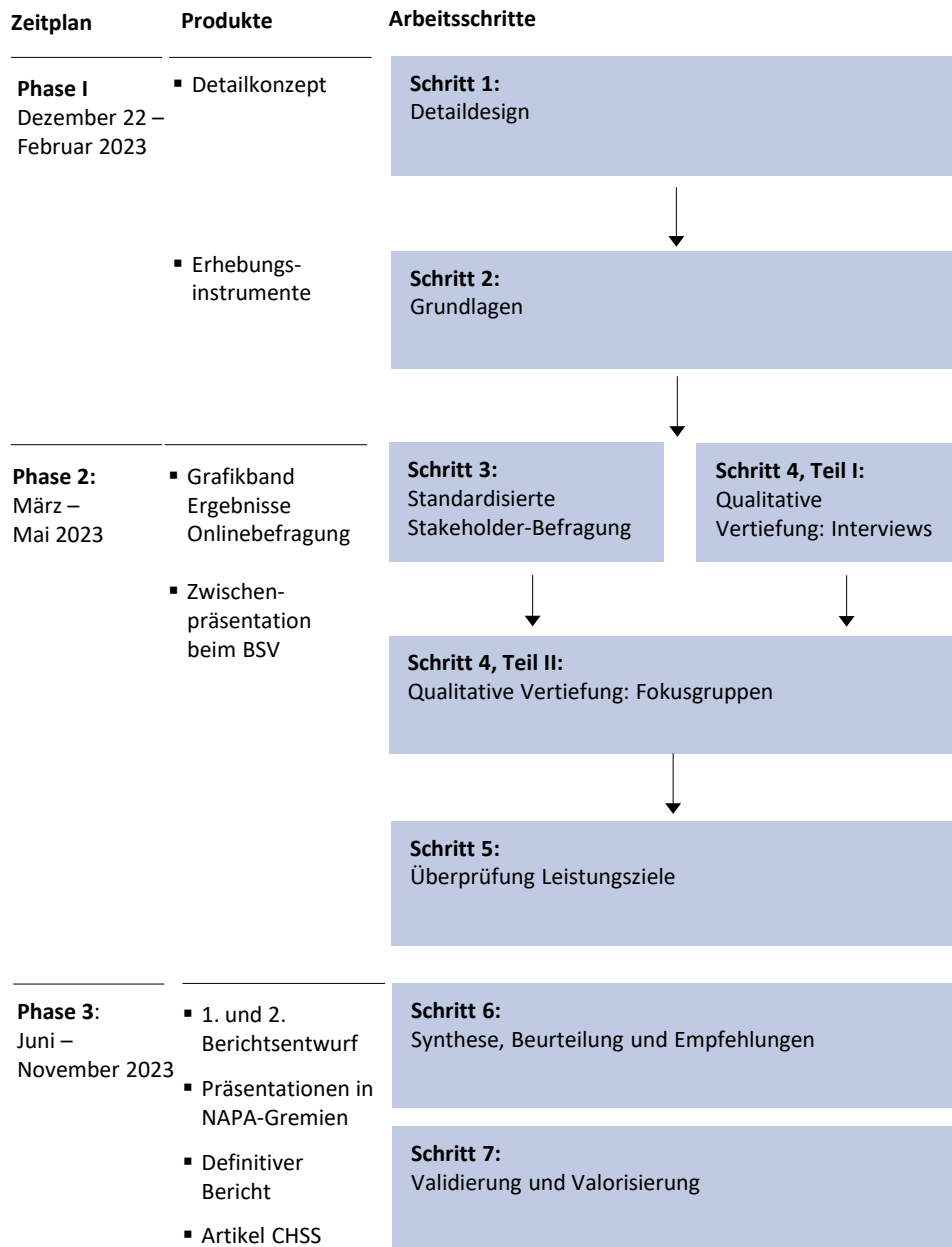 Zeitplan
Produkte
Arbeitsschritte
Phase I
Dezember 22 –
Februar 2023
▪ Detailkonzept
Schritt 1:
Detaildesign
▪ Erhebungs-
instrumente
Schritt 2:
Grundlagen
Phase 2:
März –
Mai 2023
▪ Grafikband
Ergebnisse
Onlinebefragung
▪ Zwischen-
präsentation
beim BSV
Schritt 3:
Standardisierte
Stakeholder-Befragung
Schritt 4, Teil I:
Qualitative
Vertiefung: Interviews
Schritt 4, Teil II:
Qualitative Vertiefung: Fokusgruppen
Schritt 5:
Überprüfung Leistungsziele
Phase 3:
Juni –
November 2023
▪ 1. und 2.
Berichtsentwurf
▪ Präsentationen in
NAPA-Gremien
▪ Definitiver
Bericht
▪ Artikel CHSS
Schritt 6:
Synthese, Beurteilung und Empfehlungen
Schritt 7:
Validierung und Valorisierung